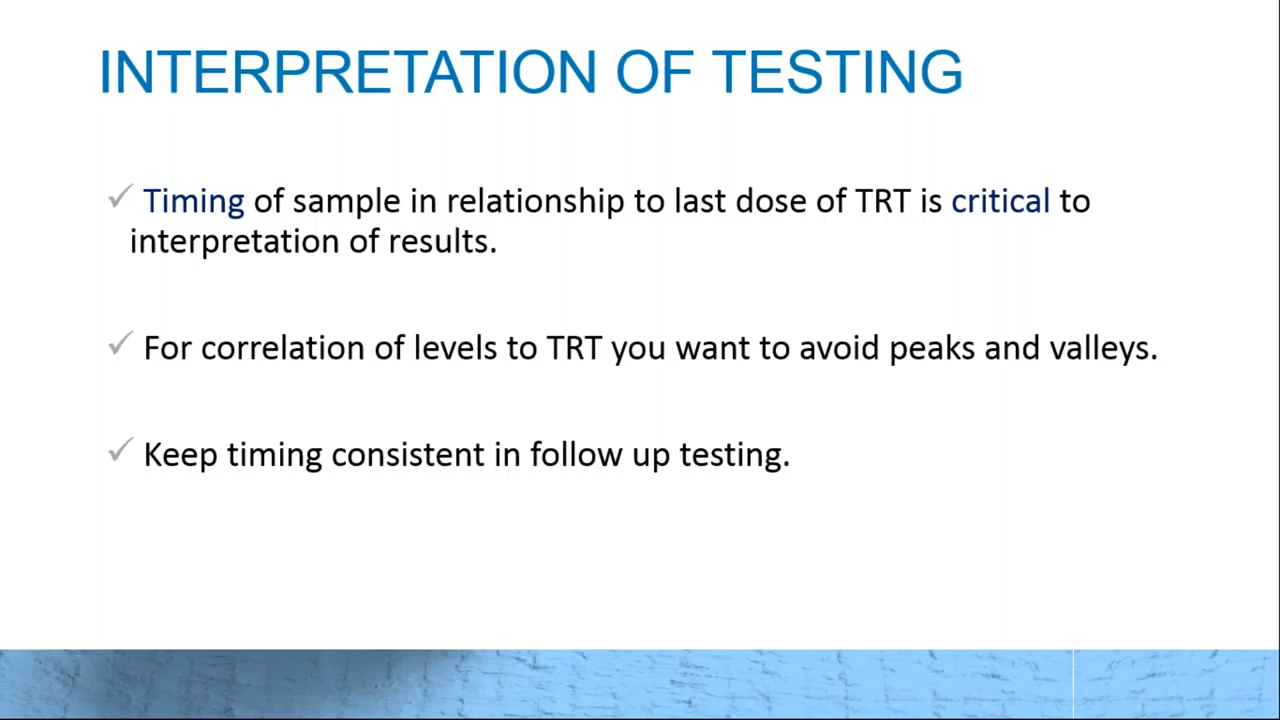 INTERPRETATION OF TESTING
✓ Timing of sample in relationship to last dose of TRT is critical to
interpretation of results.
✓ For correlation of levels to TRT you want to avoid peaks and valleys.
✓ Keep timing consistent in follow up testing.